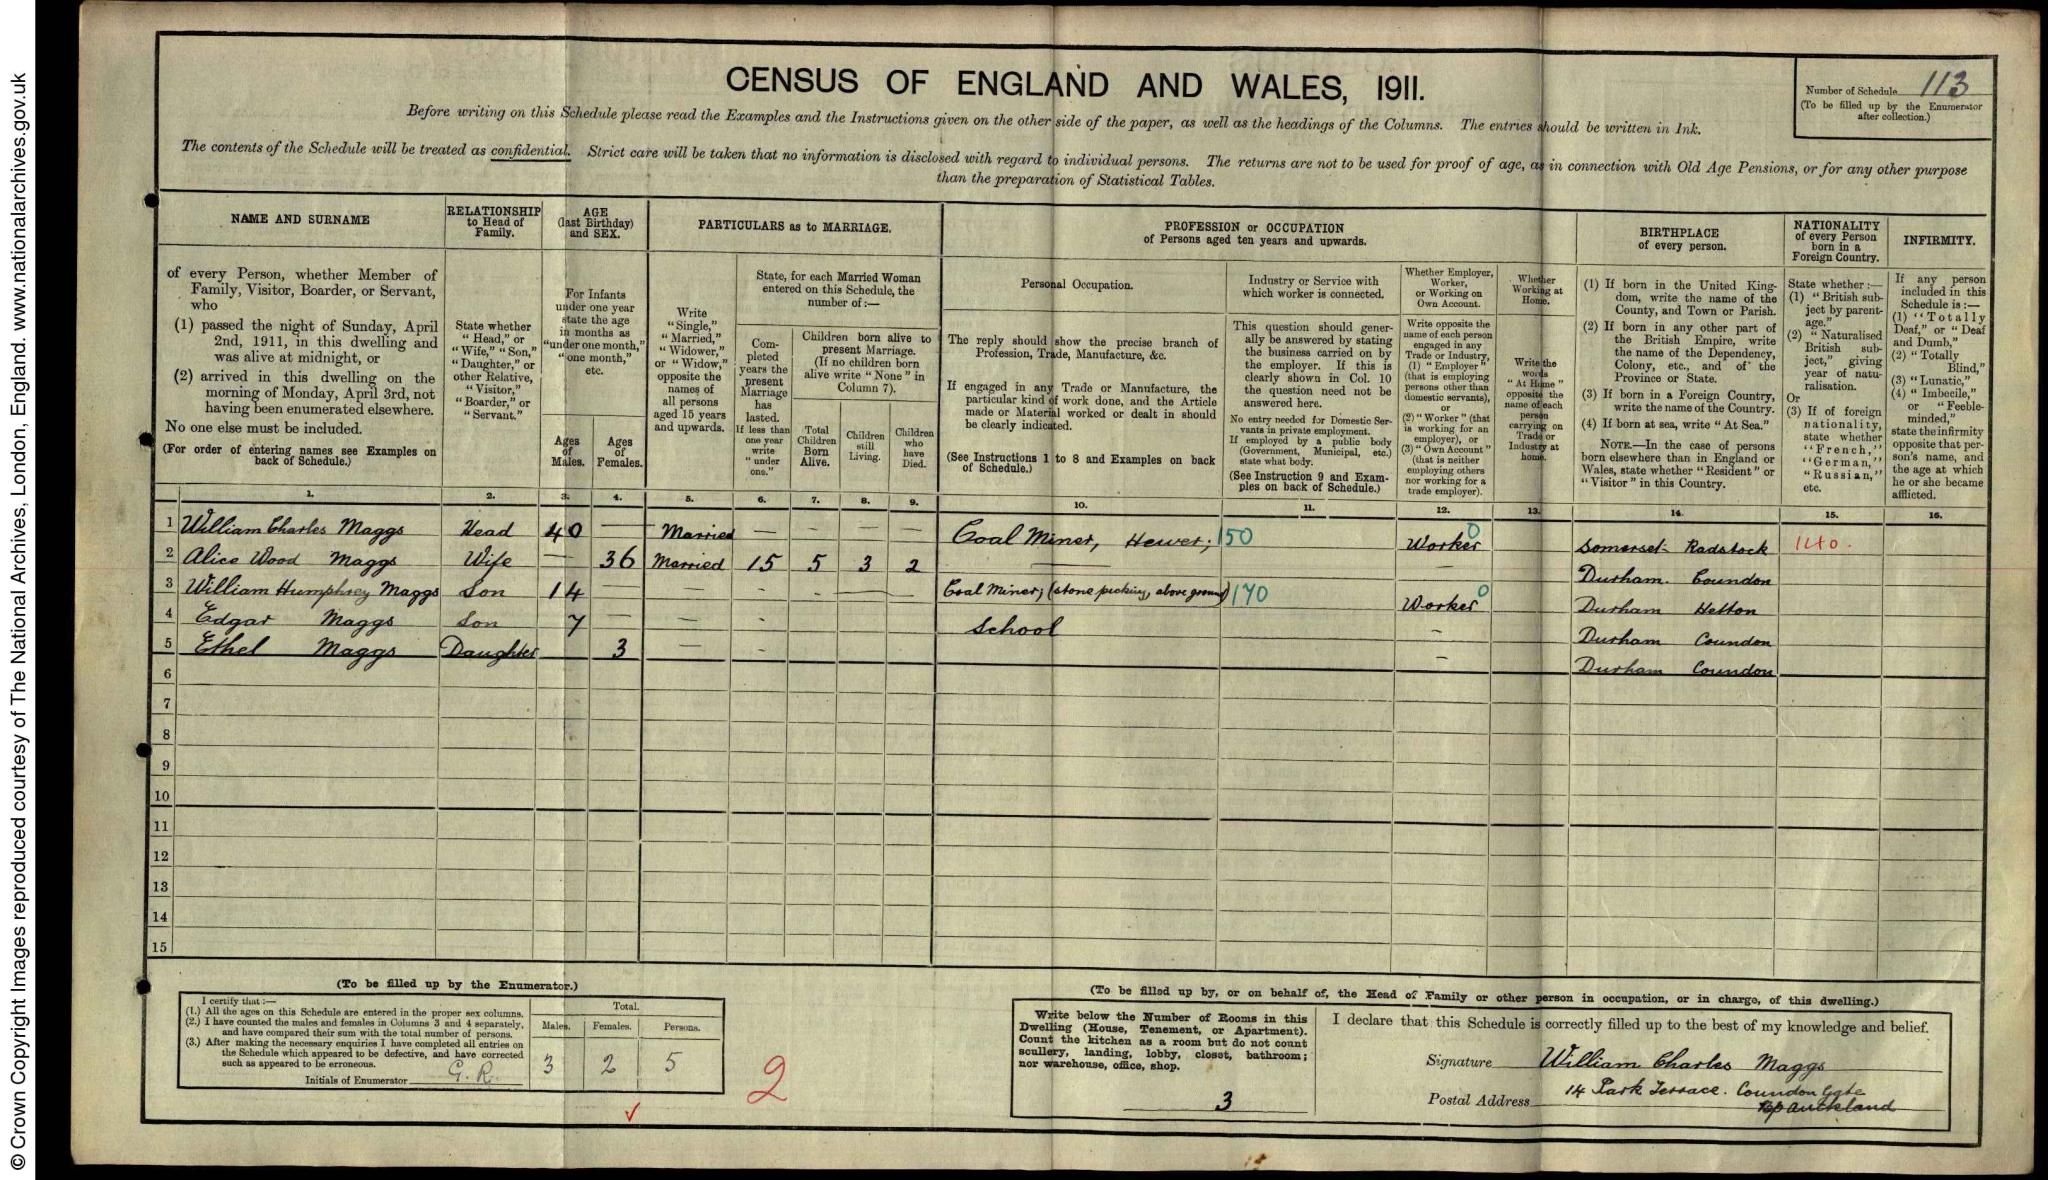 © Crown Copyright Images reproduced courtesy of The National Archives, London, England. www.nationalarchives.gov.uk
CENSUS OF ENGLAND AND WALES, 1911.
Number of Schedule 113
(To be filled up by the Enumerator
after collection.)
Before writing on this Schedule please read the Examples and the Instructions given on the other side of the paper, as well as the headings of the Columns. The entries should be written in Ink.
The contents of the Schedule will be treated as confidential. Strict care will be taken that no information is disclosed with regard to individual persons. The returns are not to be used for proof of age, as in connection with Old Age Pensions, or for any other purpose
than the preparation of Statistical Tables.
NAME AND SURNAME
of every Person, whether Member of
Family, Visitor, Boarder, or Servant,
who
(1) passed the night of Sunday, April
2nd, 1911, in this dwelling and
was alive at midnight, or
(2) arrived in this dwelling on the
morning of Monday, April 3rd, not
having been enumerated elsewhere.
No one else must be included.
(For order of entering names see Examples on
back of Schedule.)
RELATIONSHIP
to Head of
Family.
State whether
"Head," or
"Wife," "Son,"
"Daughter," or
other Relative,
"Visitor,"
"Boarder," or
"Servant."
AGE
(last Birthday)
and SEX.
For Infants
under one year
state the age
in months as
"under one month,"
"one month,"
etc.
Ages
of
Males.
Ages
of
Females.
PARTICULARS as to MARRIAGE.
Write
"Single,"
"Married,"
"Widower,"
or "Widow,"
opposite the
names of
all persons
aged 15 years
and upwards.
State, for each Married Woman
entered on this Schedule, the
number of:—
Com-
pleted
years the
present
Marriage
has
lasted.
If less than
one year
write
"under
one."
Children born alive to
present Marriage.
(If no children born
alive write "None" in
Column 7).
Total
Children
Born
Alive.
Children
still
Living.
Children
who
have
Died.
PROFESSION or OCCUPATION
of Persons aged ten years and upwards.
Personal Occupation.
The reply should show the precise branch of
Profession, Trade, Manufacture, &c.
If engaged in any Trade or Manufacture, the
particular kind of work done, and the Article
made or Material worked or dealt in should
be clearly indicated.
(See Instructions 1 to 8 and Examples on back
of Schedule.)
Industry or Service with
which worker is connected.
This question should gener-
ally be answered by stating
the business carried on by
the employer. If this is
clearly shown in Col. 10
the question need not be
answered here.
No entry needed for Domestic Ser-
vants in private employment.
If employed by a public body
(Government, Municipal, etc.)
state what body.
(See Instruction 9 and Exam-
ples on back of Schedule.)
Whether Employer,
Worker,
or Working on
Own Account.
Write opposite the
name of each person
engaged in any
Trade or Industry,
(1) "Employer"
(that is employing
persons other than
domestic servants),
or
(2) "Worker" (that
is working for an
employer), or
(3) "Own Account"
(that is neither
employing others
nor working for a
trade employer).
Whether
Working at
Home.
Write the
words
"At Home"
opposite the
name of each
person
carrying on
Trade or
Industry at
home.
BIRTHPLACE
of every person.
(1) If born in the United King-
dom, write the name of the
County, and Town or Parish.
(2) If born in any other part of
the British Empire, write
the name of the Dependency,
Colony, etc., and of the
Province or State.
(3) If born in a Foreign Country,
write the name of the Country.
(4) If born at sea, write "At Sea."
NOTE.—In the case of persons
born elsewhere than in England or
Wales, state whether "Resident" or
"Visitor" in this Country.
NATIONALITY
of every Person
born in a
Foreign Country.
State whether:—
(1) "British sub-
ject by parent-
age."
(2) "Naturalised
British sub-
ject," giving
year of natu-
ralisation.
Or
(3) If of foreign
nationality,
state whether
"French,"
"German,"
"Russian,"
etc.
INFIRMITY.
If any person
included in this
Schedule is:—
(1) "Totally
Deaf," or "Deaf
and Dumb,"
(2) "Totally
Blind,"
(3) "Lunatic,"
(4) "Imbecile,"
or "Feeble-
minded,"
state the infirmity
opposite that per-
son's name, and
the age at which
he or she became
afflicted.
1. 2. 3. 4. 5. 6. 7. 8. 9. 10. 11. 12. 13. 14. 15. 16.
1 William Charles Maggs Head 40 — Married — — — — Coal Miner, Hewer; 150 Worker 0 Somerset Radstock 140.
2 Alice Wood Maggs Wife — 36 Married 15 5 3 2 — — Durham Coundon
3 William Humphrey Maggs Son 14 — — - - — Coal Miner; (stone picking, above ground) 170 Worker 0 Durham Hetton
4 Edgar Maggs Son 7 — — - School - Durham Coundon
5 Ethel Maggs Daughter 3 — - - Durham Coundon
6
7
8
9
10
11
12
13
14
15
(To be filled up by the Enumerator.)
I certify that:—
(1.) All the ages on this Schedule are entered in the proper sex columns.
(2.) I have counted the males and females in Columns 3 and 4 separately,
and have compared their sum with the total number of persons.
(3.) After making the necessary enquiries I have completed all entries on
the Schedule which appeared to be defective, and have corrected
such as appeared to be erroneous.
Initials of Enumerator G.R.
Total.
Males. Females. Persons.
3 2 5
2
(To be filled up by, or on behalf of, the Head of Family or other person in occupation, or in charge, of this dwelling.)
Write below the Number of Rooms in this
Dwelling (House, Tenement, or Apartment).
Count the kitchen as a room but do not count
scullery, landing, lobby, closet, bathroom;
nor warehouse, office, shop.
3
I declare that this Schedule is correctly filled up to the best of my knowledge and belief.
Signature William Charles Maggs
Postal Address 14 Park Terrace. Coundon Gate
Bp Auckland